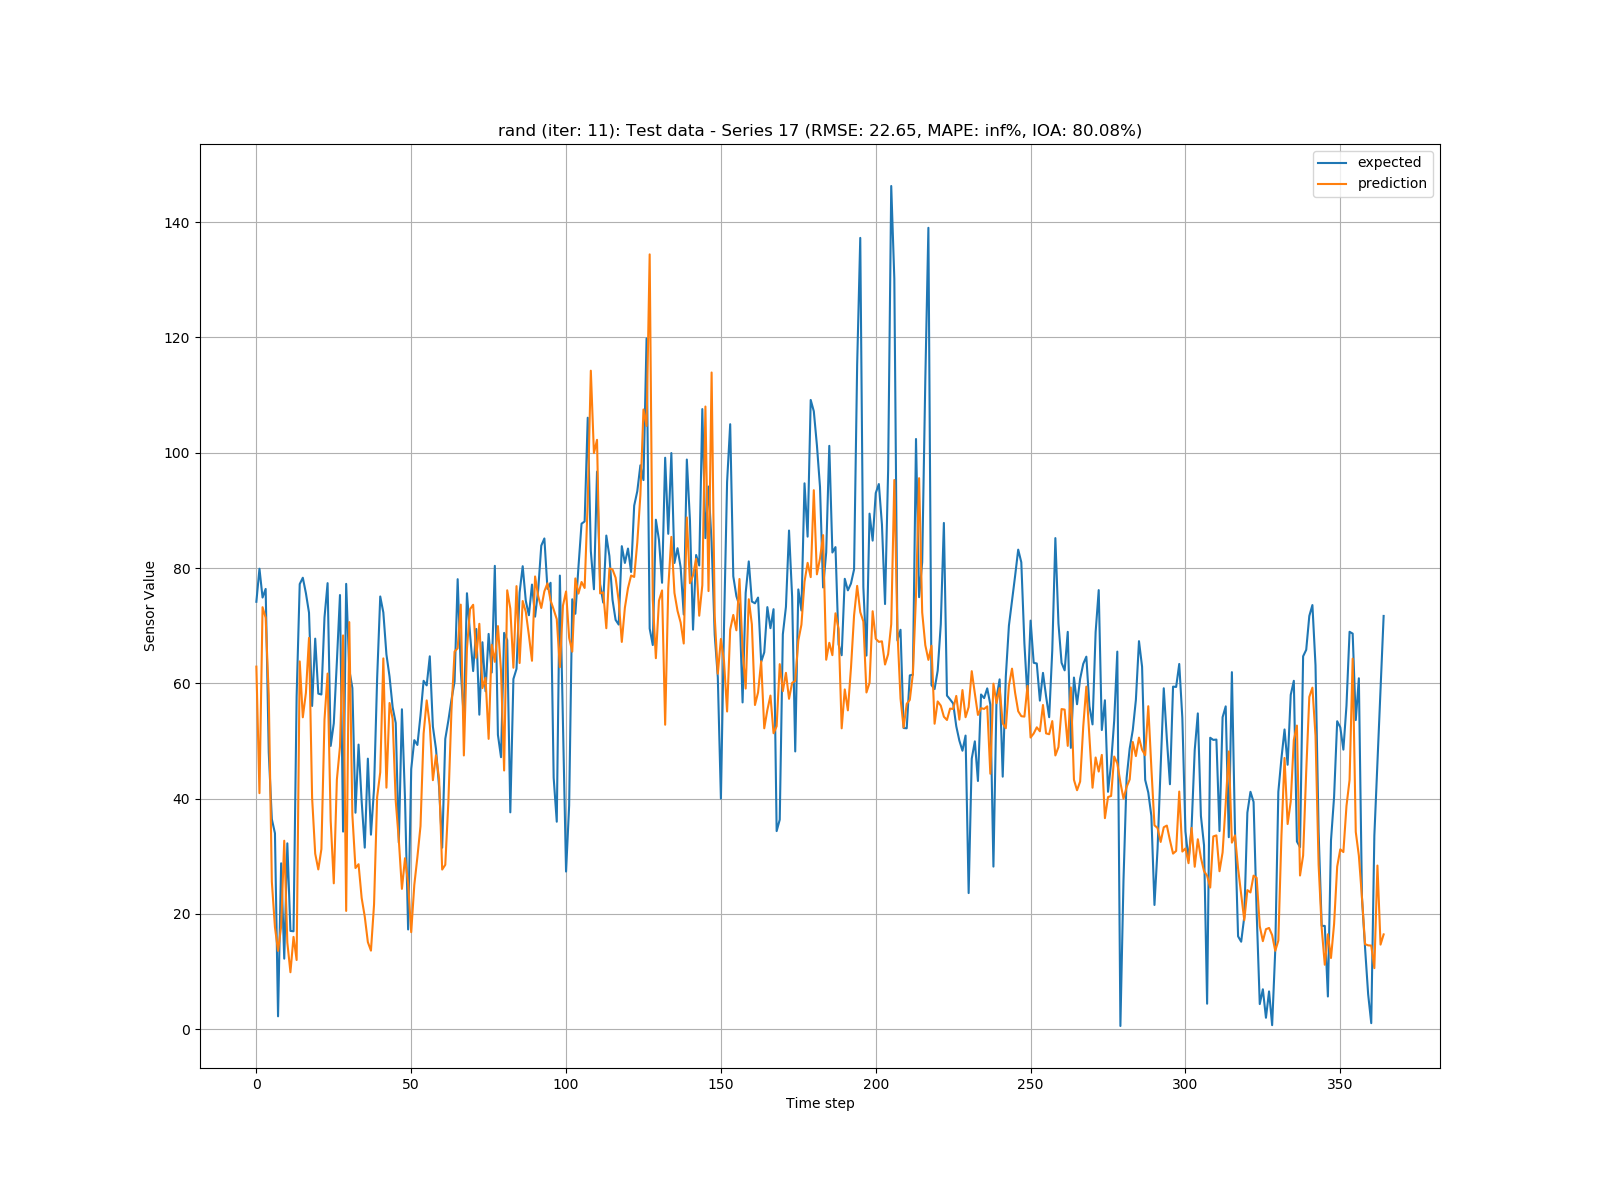 rand (iter: 11): Test data - Series 17 (RMSE: 22.65, MAPE: inf%, IOA: 80.08%)
expected
prediction
140
120
100
80
60
40
20
0
Sensor Value
0 50 100 150 200 250 300 350
Time step